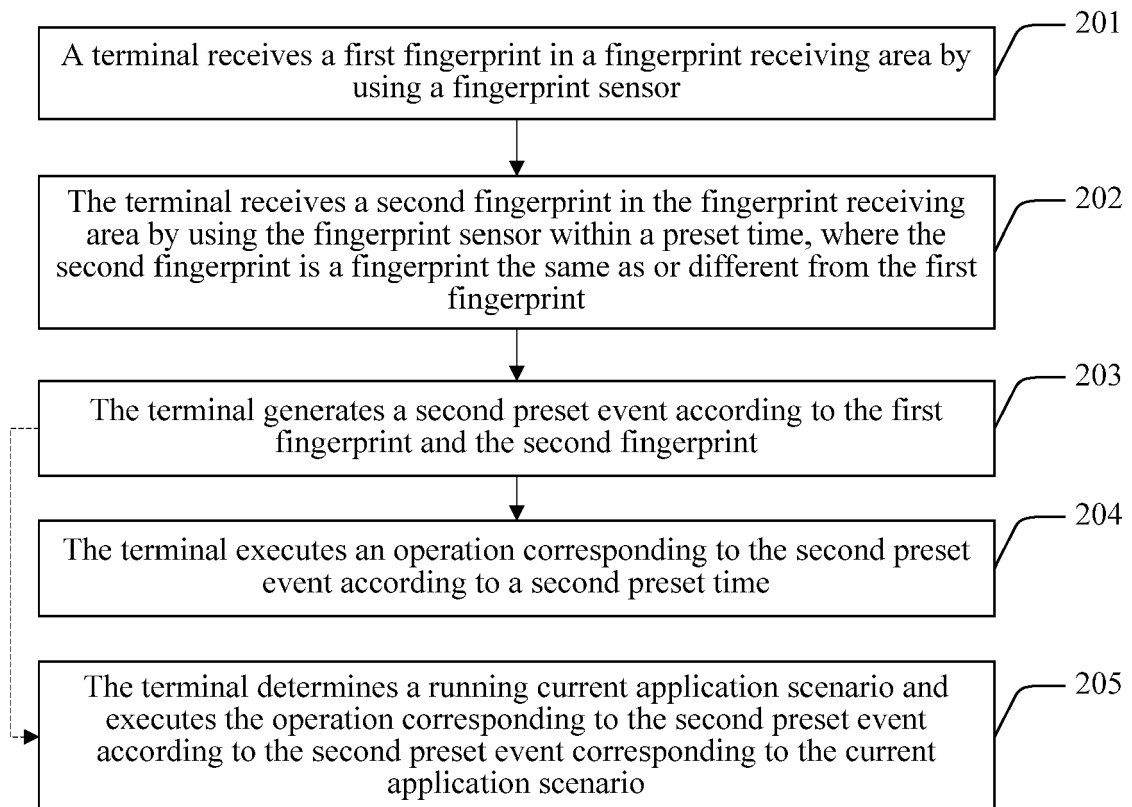 201
A terminal receives a first fingerprint in a fingerprint receiving area by
using a fingerprint sensor
202
The terminal receives a second fingerprint in the fingerprint receiving
area by using the fingerprint sensor within a preset time, where the
second fingerprint is a fingerprint the same as or different from the first
fingerprint
203
The terminal generates a second preset event according to the first
fingerprint and the second fingerprint
204
The terminal executes an operation corresponding to the second preset
event according to a second preset time
205
The terminal determines a running current application scenario and
executes the operation corresponding to the second preset event
according to the second preset event corresponding to the current
application scenario